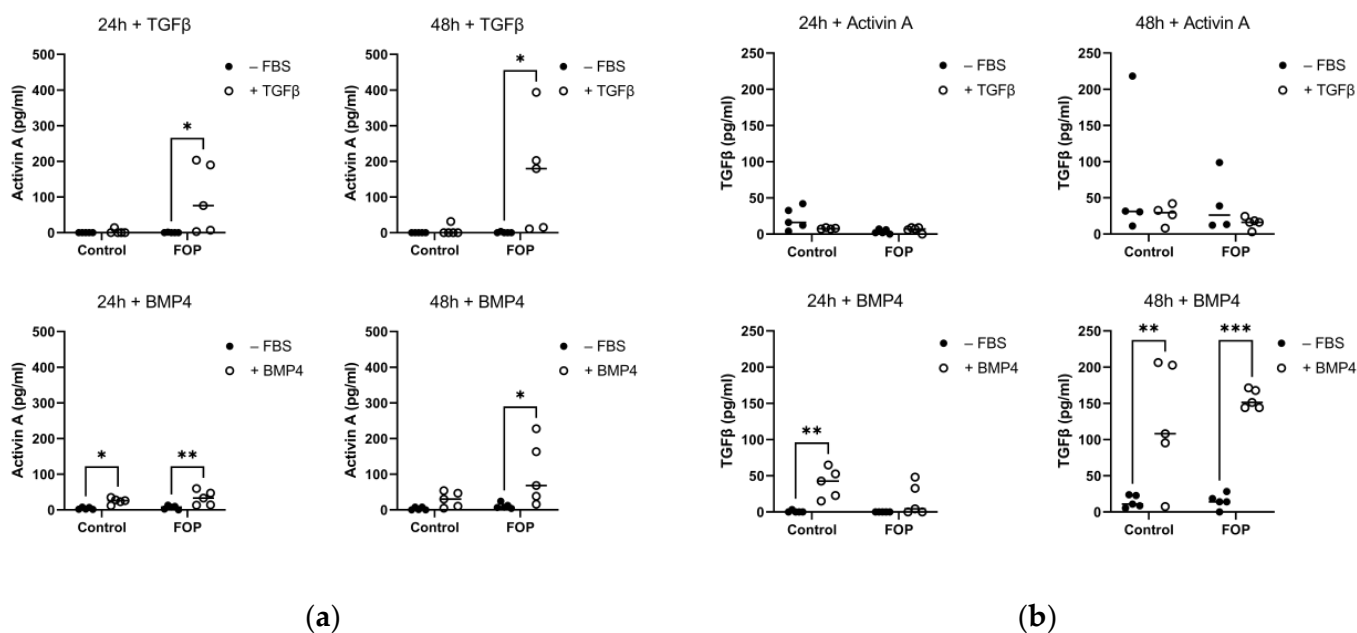 24h + TGFβ
Activin A (pg/ml)
500
400
300
200
100
0
*
Control
FOP
– FBS
+ TGFβ
48h + TGFβ
Activin A (pg/ml)
500
400
300
200
100
0
*
Control
FOP
– FBS
+ TGFβ
24h + Activin A
TGFβ (pg/ml)
250
200
150
100
50
0
Control
FOP
– FBS
+ TGFβ
48h + Activin A
TGFβ (pg/ml)
250
200
150
100
50
0
Control
FOP
– FBS
+ TGFβ
24h + BMP4
Activin A (pg/ml)
500
400
300
200
100
0
*
**
Control
FOP
– FBS
+ BMP4
48h + BMP4
Activin A (pg/ml)
500
400
300
200
100
0
*
Control
FOP
– FBS
+ BMP4
24h + BMP4
TGFβ (pg/ml)
250
200
150
100
50
0
**
Control
FOP
– FBS
+ BMP4
48h + BMP4
TGFβ (pg/ml)
250
200
150
100
50
0
**
***
Control
FOP
– FBS
+ BMP4
(a)
(b)